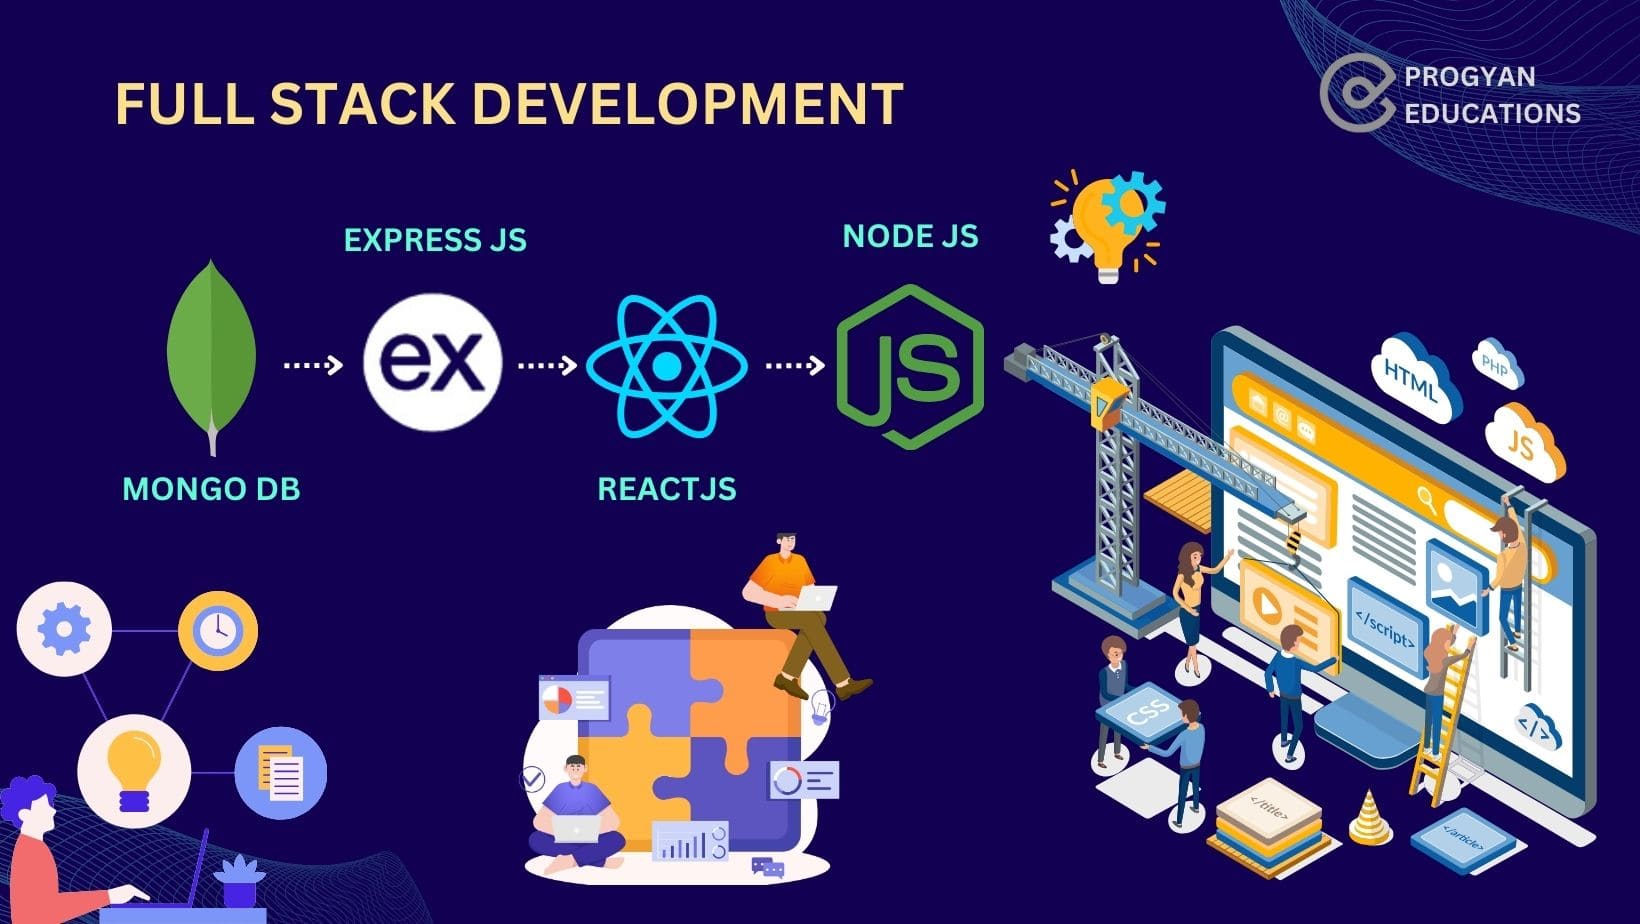 FULL STACK DEVELOPMENT
PROGYAN
EDUCATIONS
EXPRESS JS
NODE JS
ex
JS
MONGO DB
REACTJS
HTML
PHP
JS
@
</script>
CSS
</>
</title>
</article>